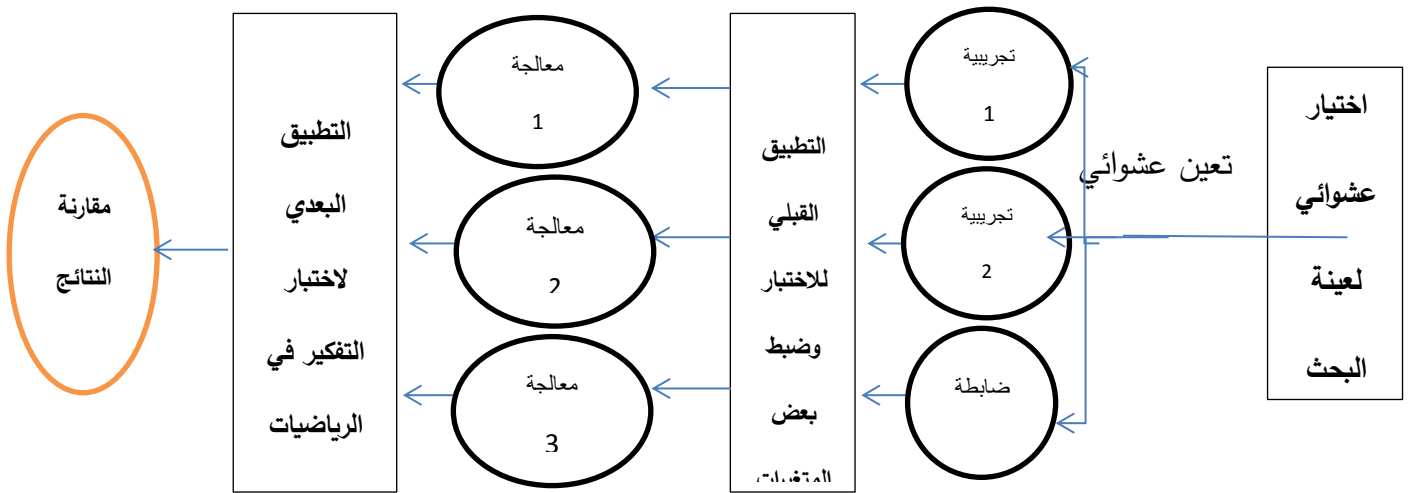 اختيار
عشوائي
لعينة
البحث
تعين عشوائي
تجريبية
1
تجريبية
2
ضابطة
التطبيق
القبلي
للاختبار
وضبط
بعض
المتغيرات
معالجة
1
معالجة
2
معالجة
3
التطبيق
البعدي
لاختبار
التفكير في
الرياضيات
مقارنة
النتائج